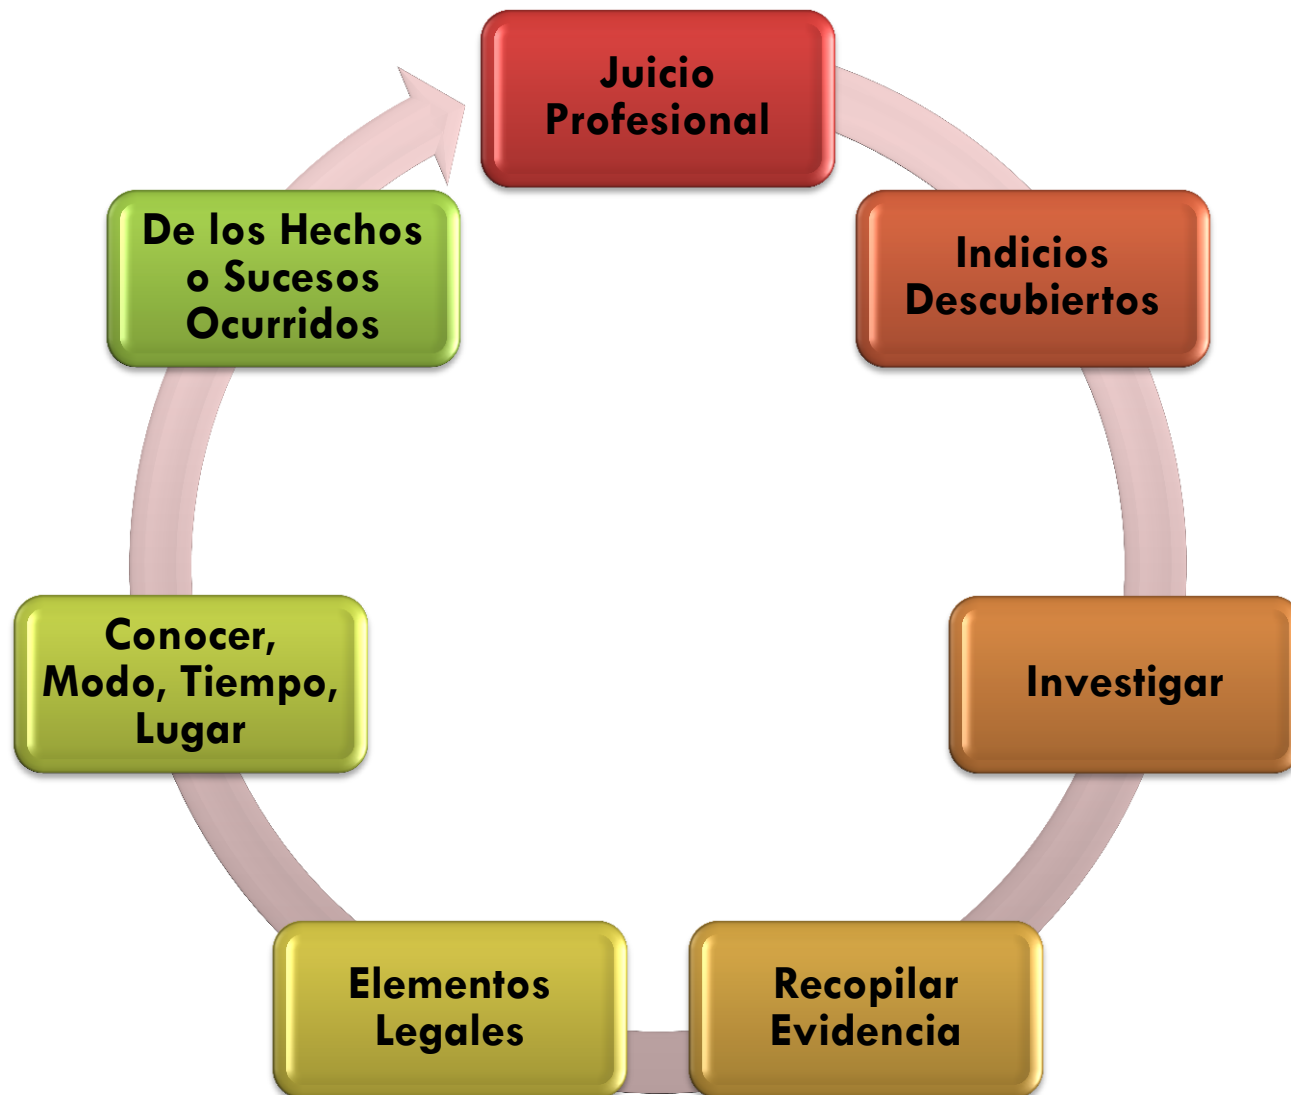 Juicio
Profesional
Indicios
Descubiertos
Investigar
Recopilar
Evidencia
Elementos
Legales
Conocer,
Modo, Tiempo,
Lugar
De los Hechos
o Sucesos
Ocurridos